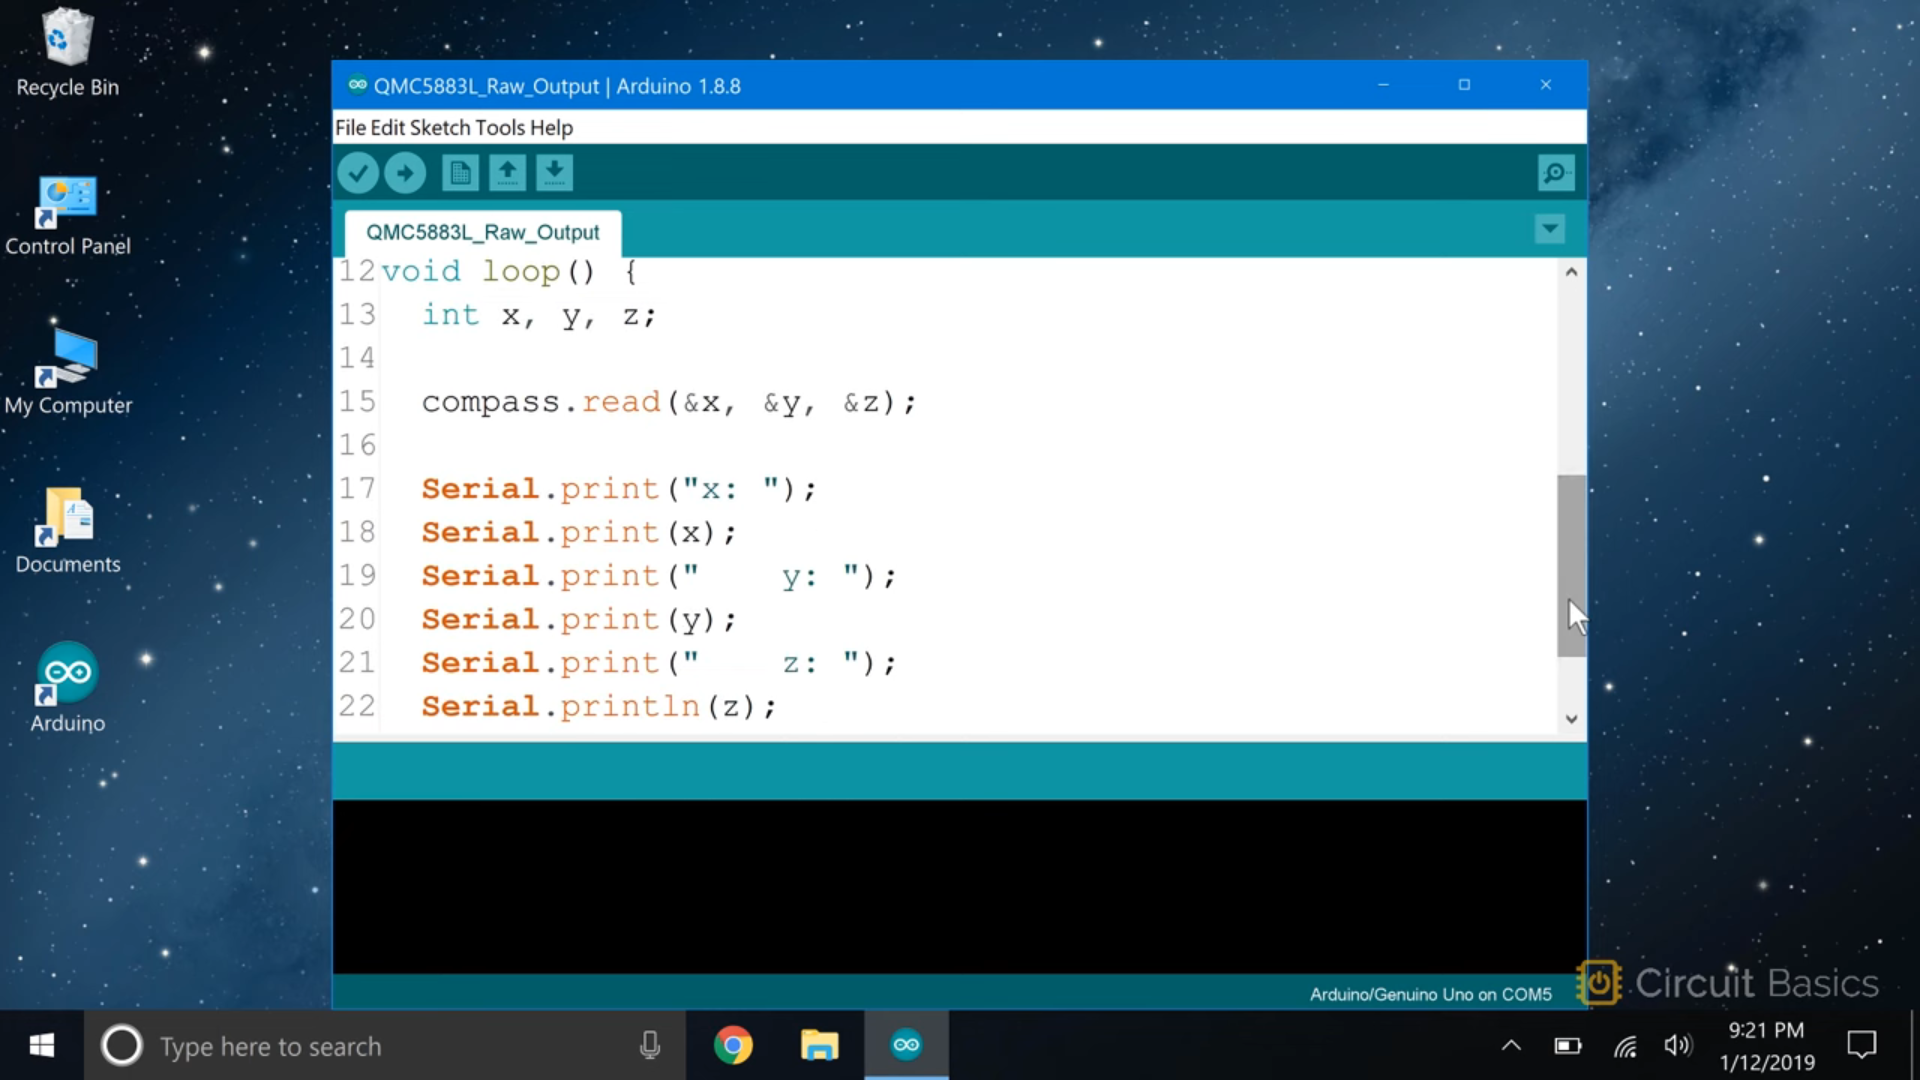 Recycle Bin
Control Panel
My Computer
Documents
Arduino
QMC5883L_Raw_Output | Arduino 1.8.8
File Edit Sketch Tools Help
QMC5883L_Raw_Output
12 void loop() {
13   int x, y, z;
14
15   compass.read(&x, &y, &z);
16
17   Serial.print("x: ");
18   Serial.print(x);
19   Serial.print("    y: ");
20   Serial.print(y);
21   Serial.print("    z: ");
22   Serial.println(z);
Arduino/Genuino Uno on COM5
Circuit Basics
Type here to search
9:21 PM
1/12/2019